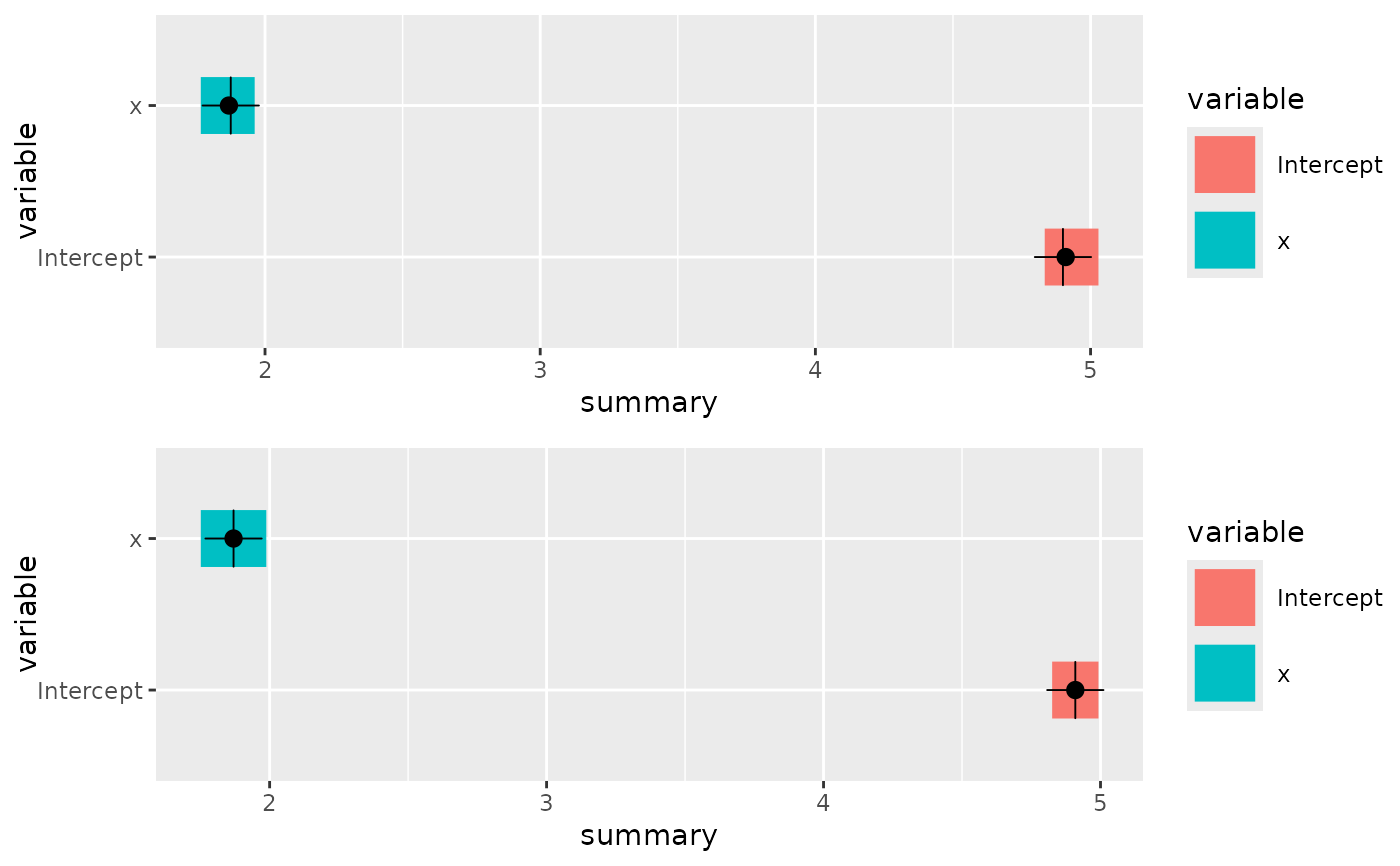 variable
x
Intercept
2 3 4 5
summary
variable
Intercept
x
variable
x
Intercept
2 3 4 5
summary
variable
Intercept
x